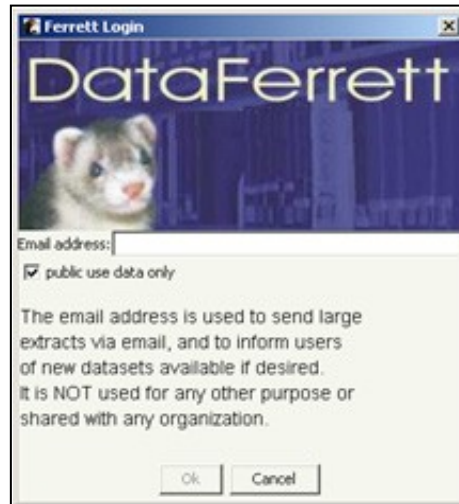 Ferrett Login
DataFerrett
Email address:
public use data only
The email address is used to send large
extracts via email, and to inform users
of new datasets available if desired.
It is NOT used for any other purpose or
shared with any organization.
Ok Cancel